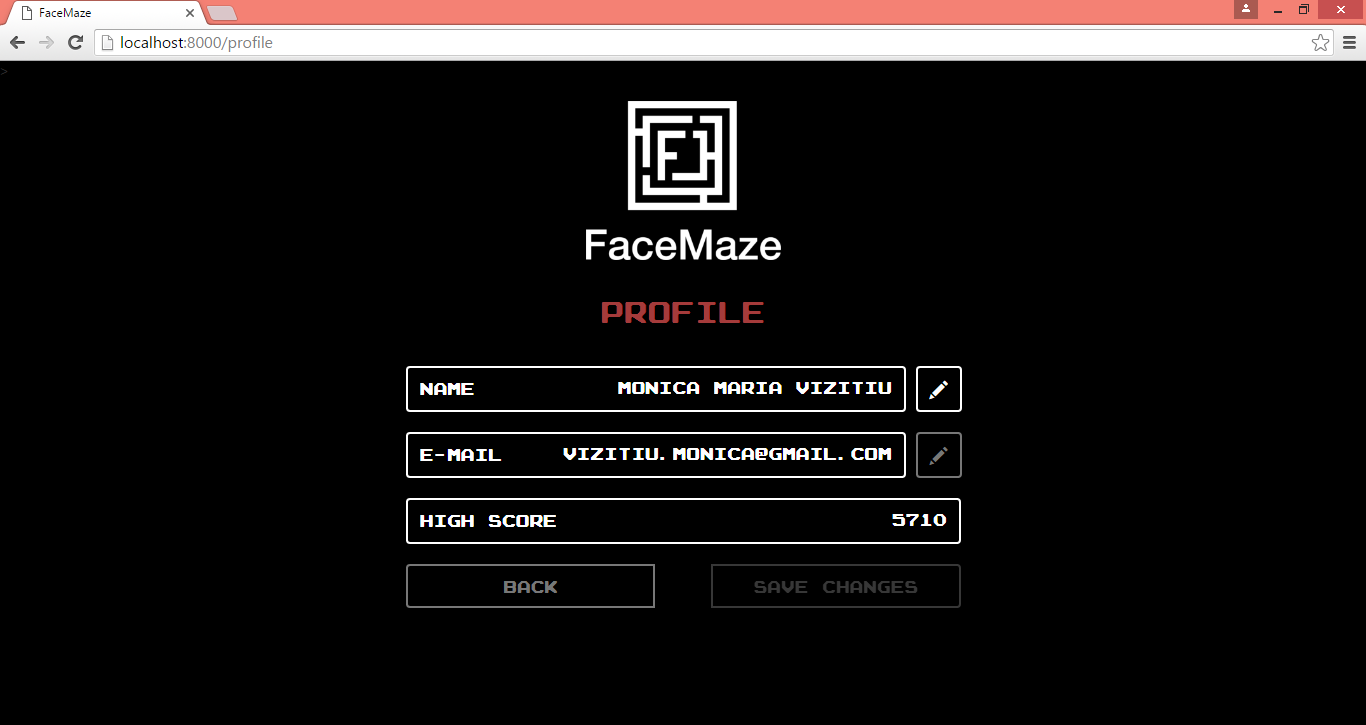 FaceMaze
localhost:8000/profile
>
F
FaceMaze
PROFILE
NAME MONICA MARIA VIZITIU
E-MAIL VIZITIU.MONICA@GMAIL.COM
HIGH SCORE 5710
BACK SAVE CHANGES